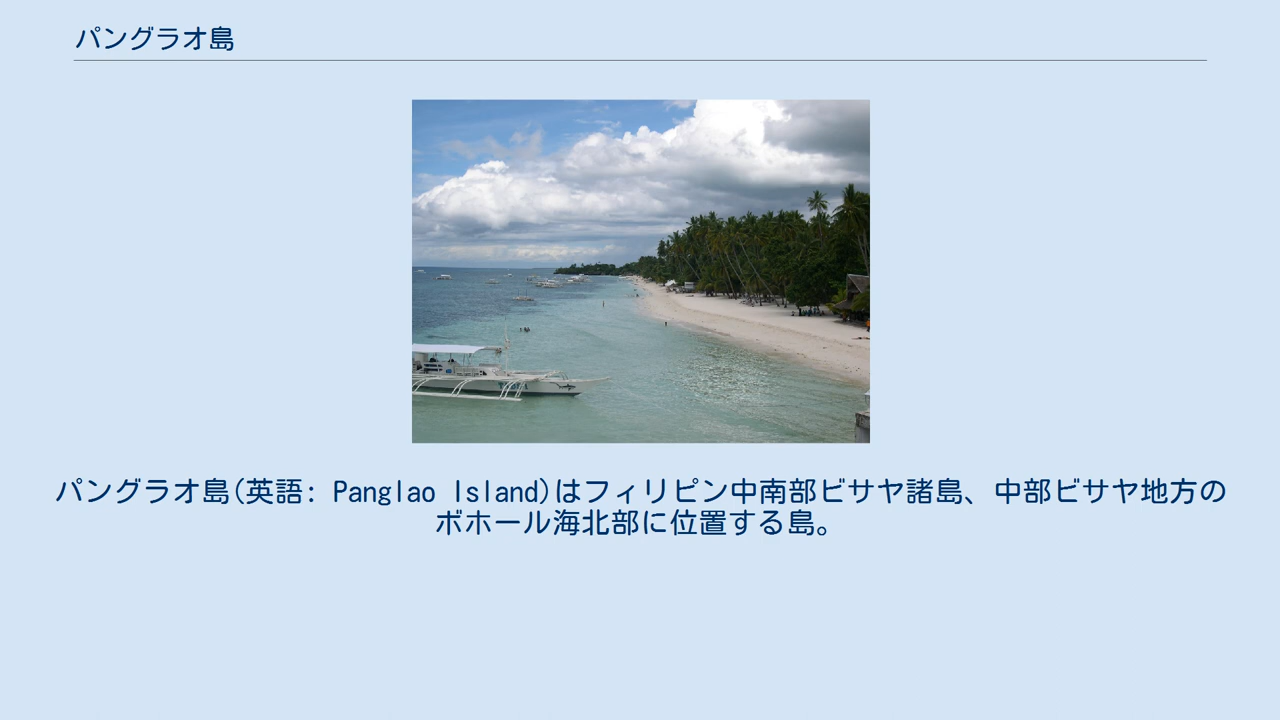 パングラオ島
パングラオ島(英語: Panglao Island)はフィリピン中南部ビサヤ諸島、中部ビサヤ地方の
ボホール海北部に位置する島。